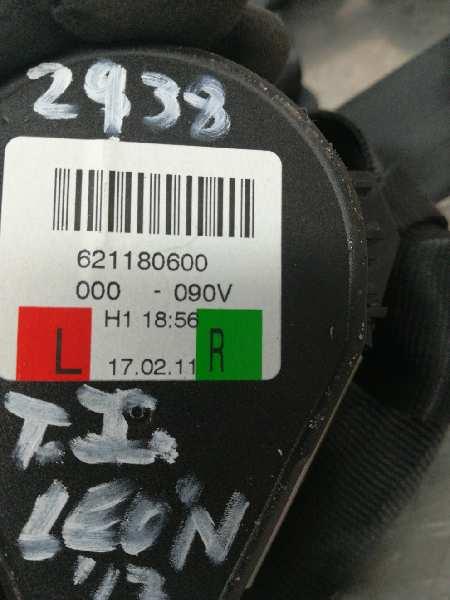 2938
621180600
000 - 090V
H1 18:56
L R
17.02.11
T.I.
LEON
'13